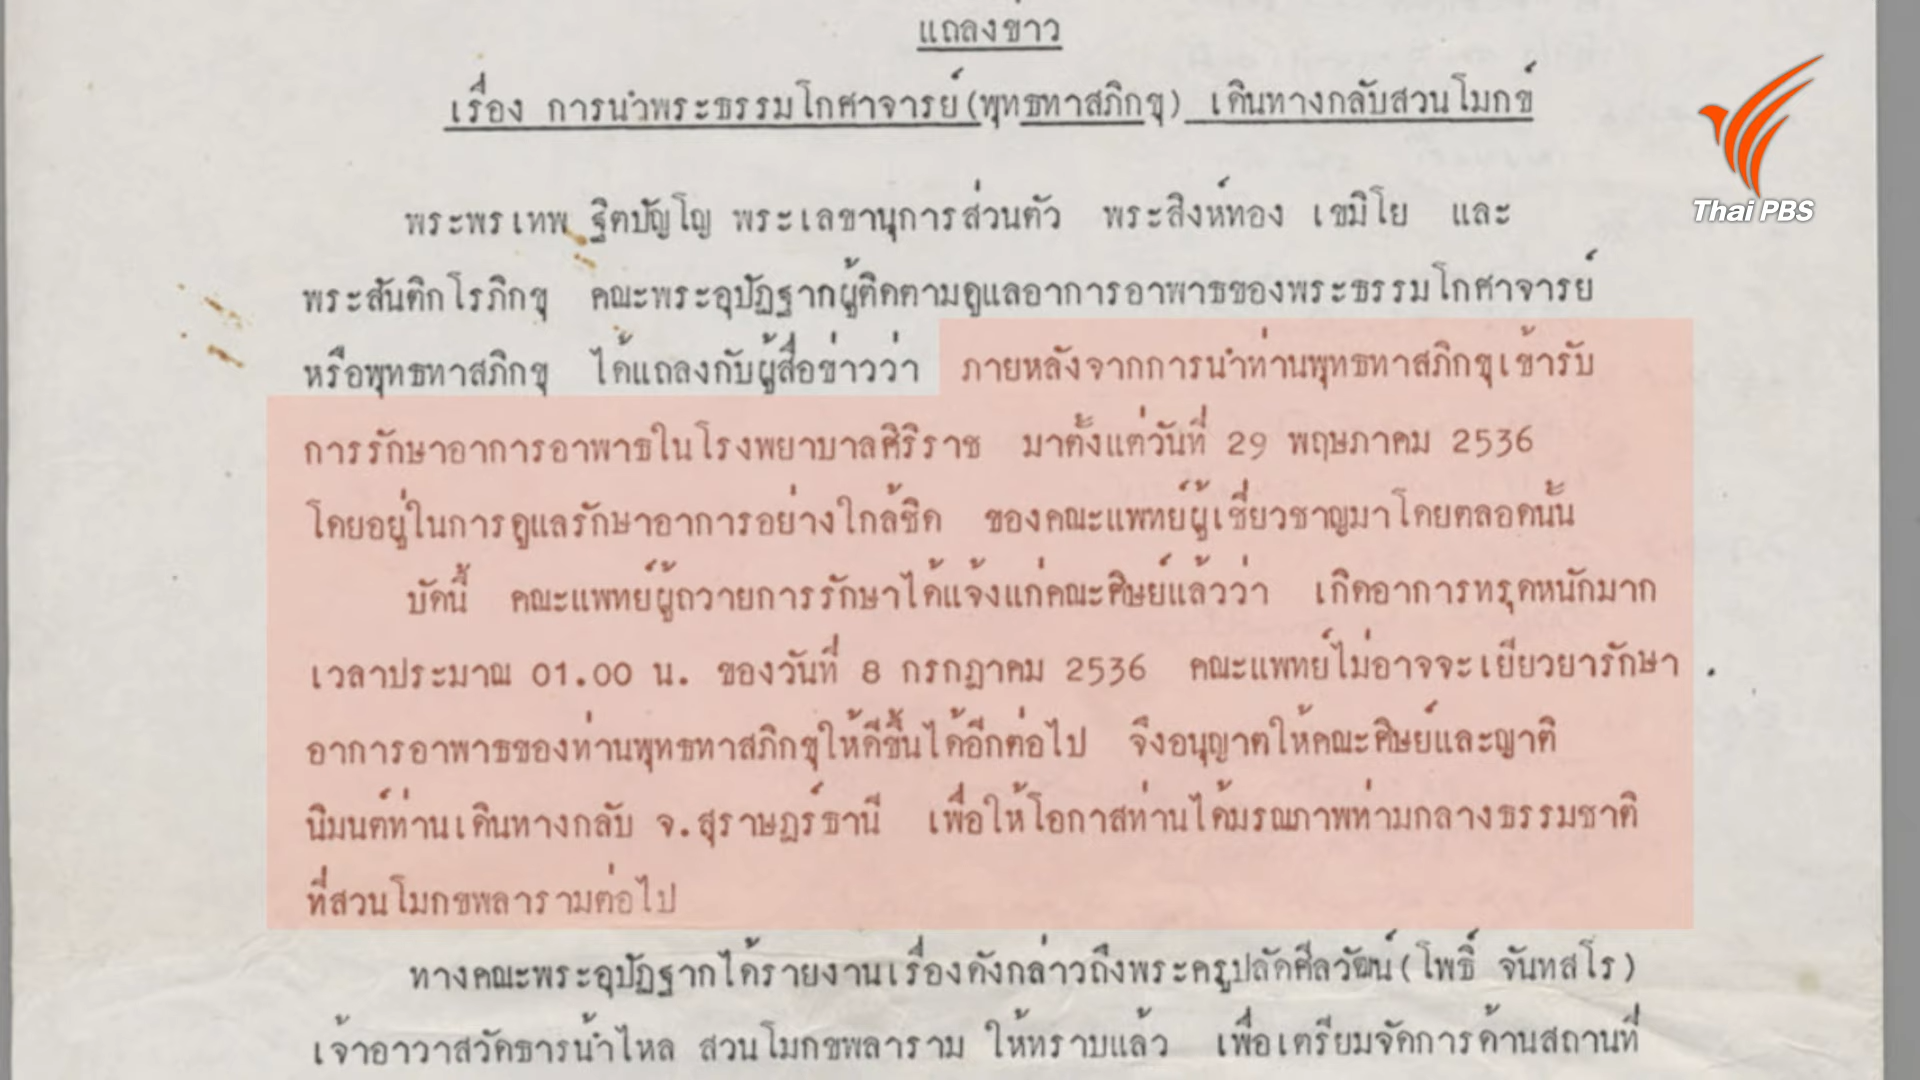 แถลงข่าว
เรื่อง การนำพระธรรมโกศาจารย์(พุทธทาสภิกขุ) เดินทางกลับสวนโมกข์
Thai PBS
พระพรเทพ ฐิตปัญโญ พระเลขานุการส่วนตัว พระสิงห์ทอง เขมิโย และ
พระสันติกโรภิกขุ คณะพระอุปัฏฐากผู้ติดตามดูแลอาการอาพาธของพระธรรมโกศาจารย์
หรือพุทธทาสภิกขุ ได้แถลงกับผู้สื่อข่าวว่า ภายหลังจากการนำท่านพุทธทาสภิกขุเข้ารับ
การรักษาอาการอาพาธในโรงพยาบาลศิริราช มาตั้งแต่วันที่ 29 พฤษภาคม 2536
โดยอยู่ในการดูแลรักษาอาการอย่างใกล้ชิด ของคณะแพทย์ผู้เชี่ยวชาญมาโดยตลอดนั้น
บัดนี้ คณะแพทย์ผู้ถวายการรักษาได้แจ้งแก่คณะศิษย์แล้วว่า เกิดอาการทรุดหนักมาก
เวลาประมาณ 01.00 น. ของวันที่ 8 กรกฎาคม 2536 คณะแพทย์ไม่อาจจะเยียวยารักษา
อาการอาพาธของท่านพุทธทาสภิกขุให้ดีขึ้นได้อีกต่อไป จึงอนุญาตให้คณะศิษย์และญาติ
นิมนต์ท่านเดินทางกลับ จ.สุราษฎร์ธานี เพื่อให้โอกาสท่านได้มรณภาพท่ามกลางธรรมชาติ
ที่สวนโมกขพลารามต่อไป
ทางคณะพระอุปัฏฐากได้รายงานเรื่องดังกล่าวถึงพระครูปลัดศีลวัฒน์(โพธิ์ จันทสโร)
เจ้าอาวาสวัดธารน้ำไหล สวนโมกขพลาราม ให้ทราบแล้ว เพื่อเตรียมจัดการด้านสถานที่